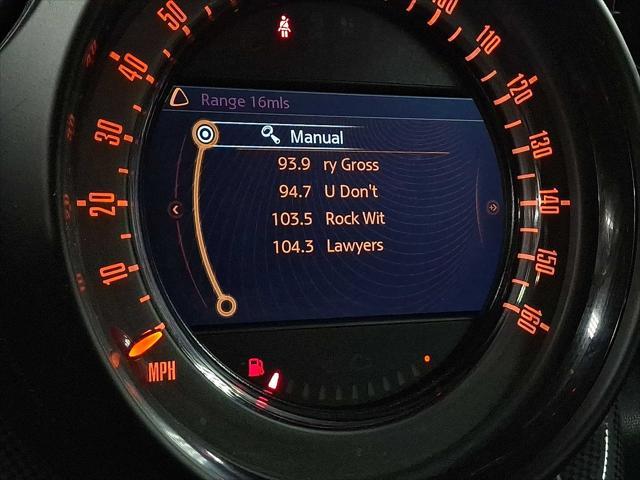 Range 16mls
Manual
93.9 ry Gross
94.7 U Don't
103.5 Rock Wit
104.3 Lawyers
10
20
30
40
50
110
120
130
140
150
160
MPH